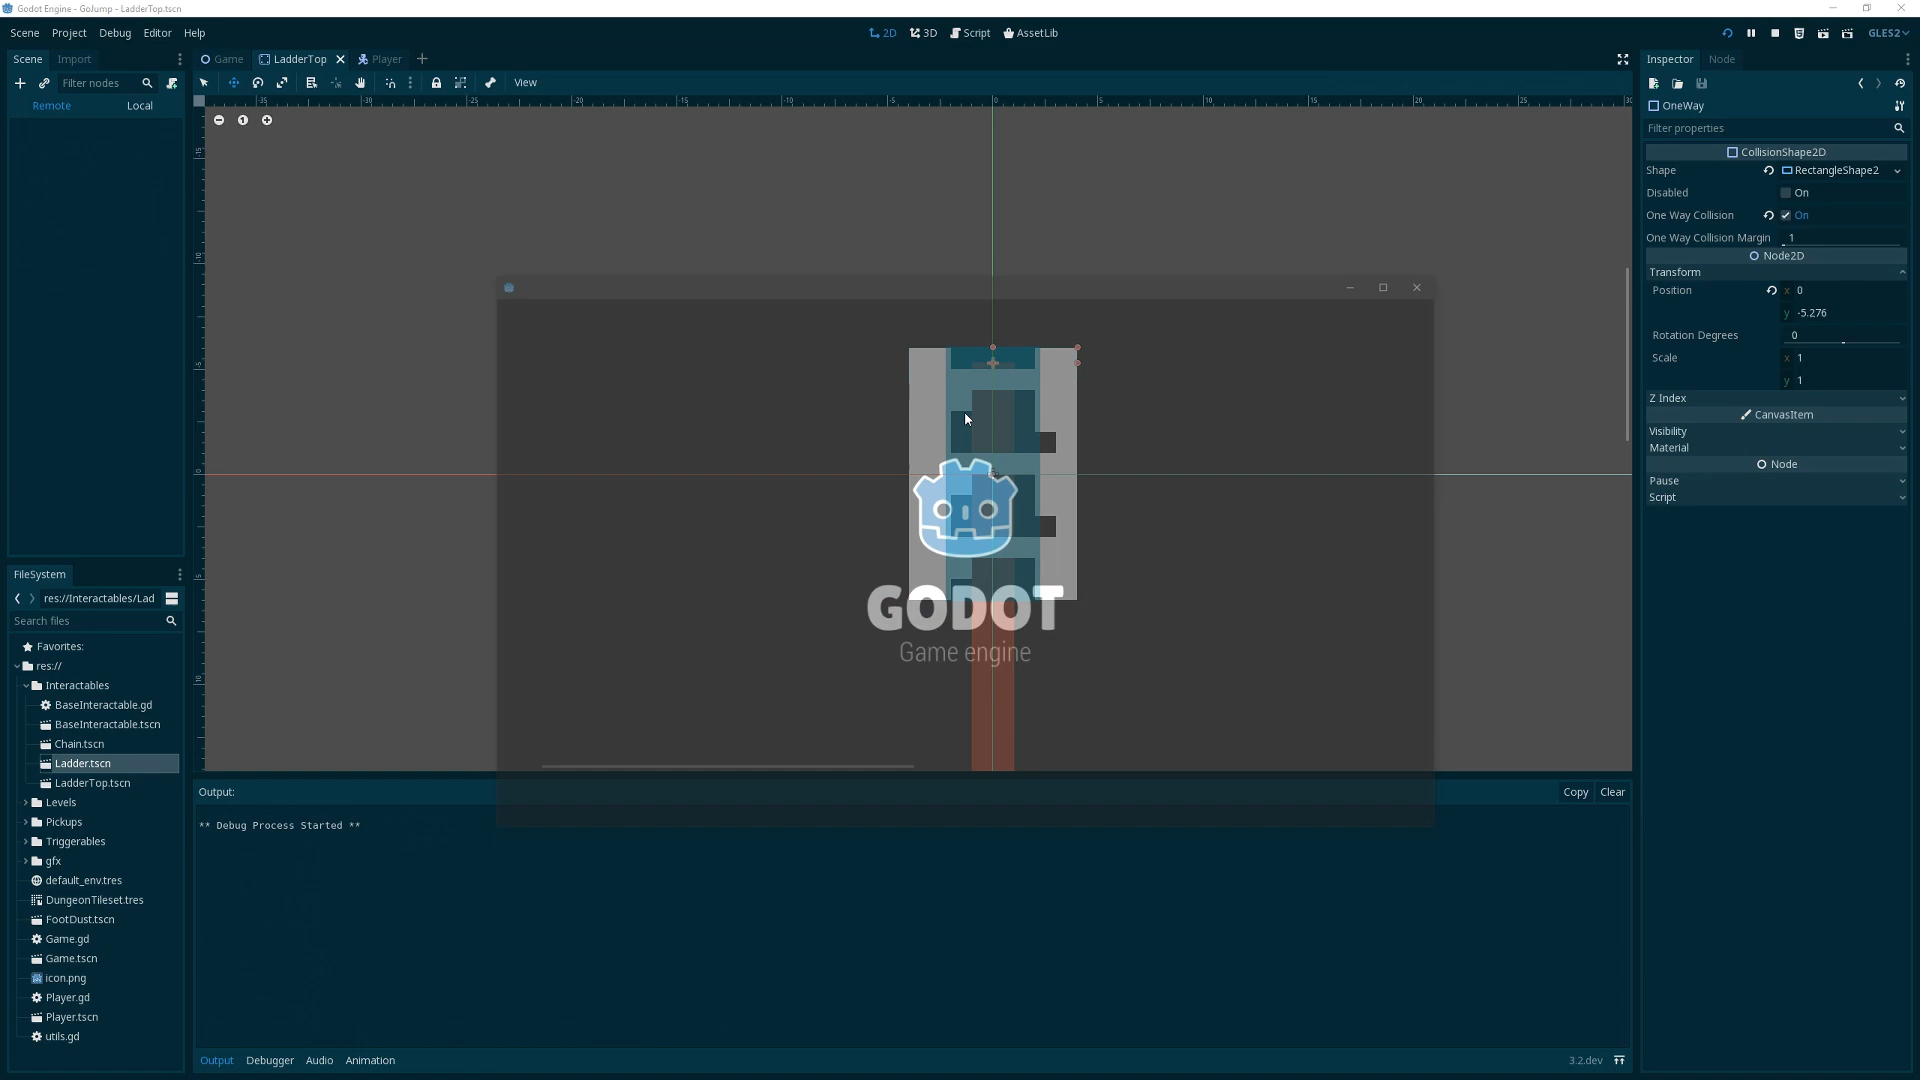 Godot Engine - GoJump - LadderTop.tscn
Scene Project Debug Editor Help
2D 3D Script AssetLib
GLES2
Scene Import
Game LadderTop Player
Inspector Node
Filter nodes
View
Remote Local
OneWay
Filter properties
CollisionShape2D
Shape RectangleShape2
Disabled On
One Way Collision On
One Way Collision Margin 1
Node2D
Transform
Position x 0
y -5.276
Rotation Degrees 0
Scale x 1
y 1
Z Index
CanvasItem
Visibility
Material
Node
Pause
Script
GODOT
Game engine
FileSystem
res://Interactables/Lad
Search files
Favorites:
res://
Interactables
BaseInteractable.gd
BaseInteractable.tscn
Chain.tscn
Ladder.tscn
LadderTop.tscn
Levels
Pickups
Triggerables
gfx
default_env.tres
DungeonTileset.tres
FootDust.tscn
Game.gd
Game.tscn
icon.png
Player.gd
Player.tscn
utils.gd
Output: Copy Clear
** Debug Process Started **
Output Debugger Audio Animation
3.2.dev